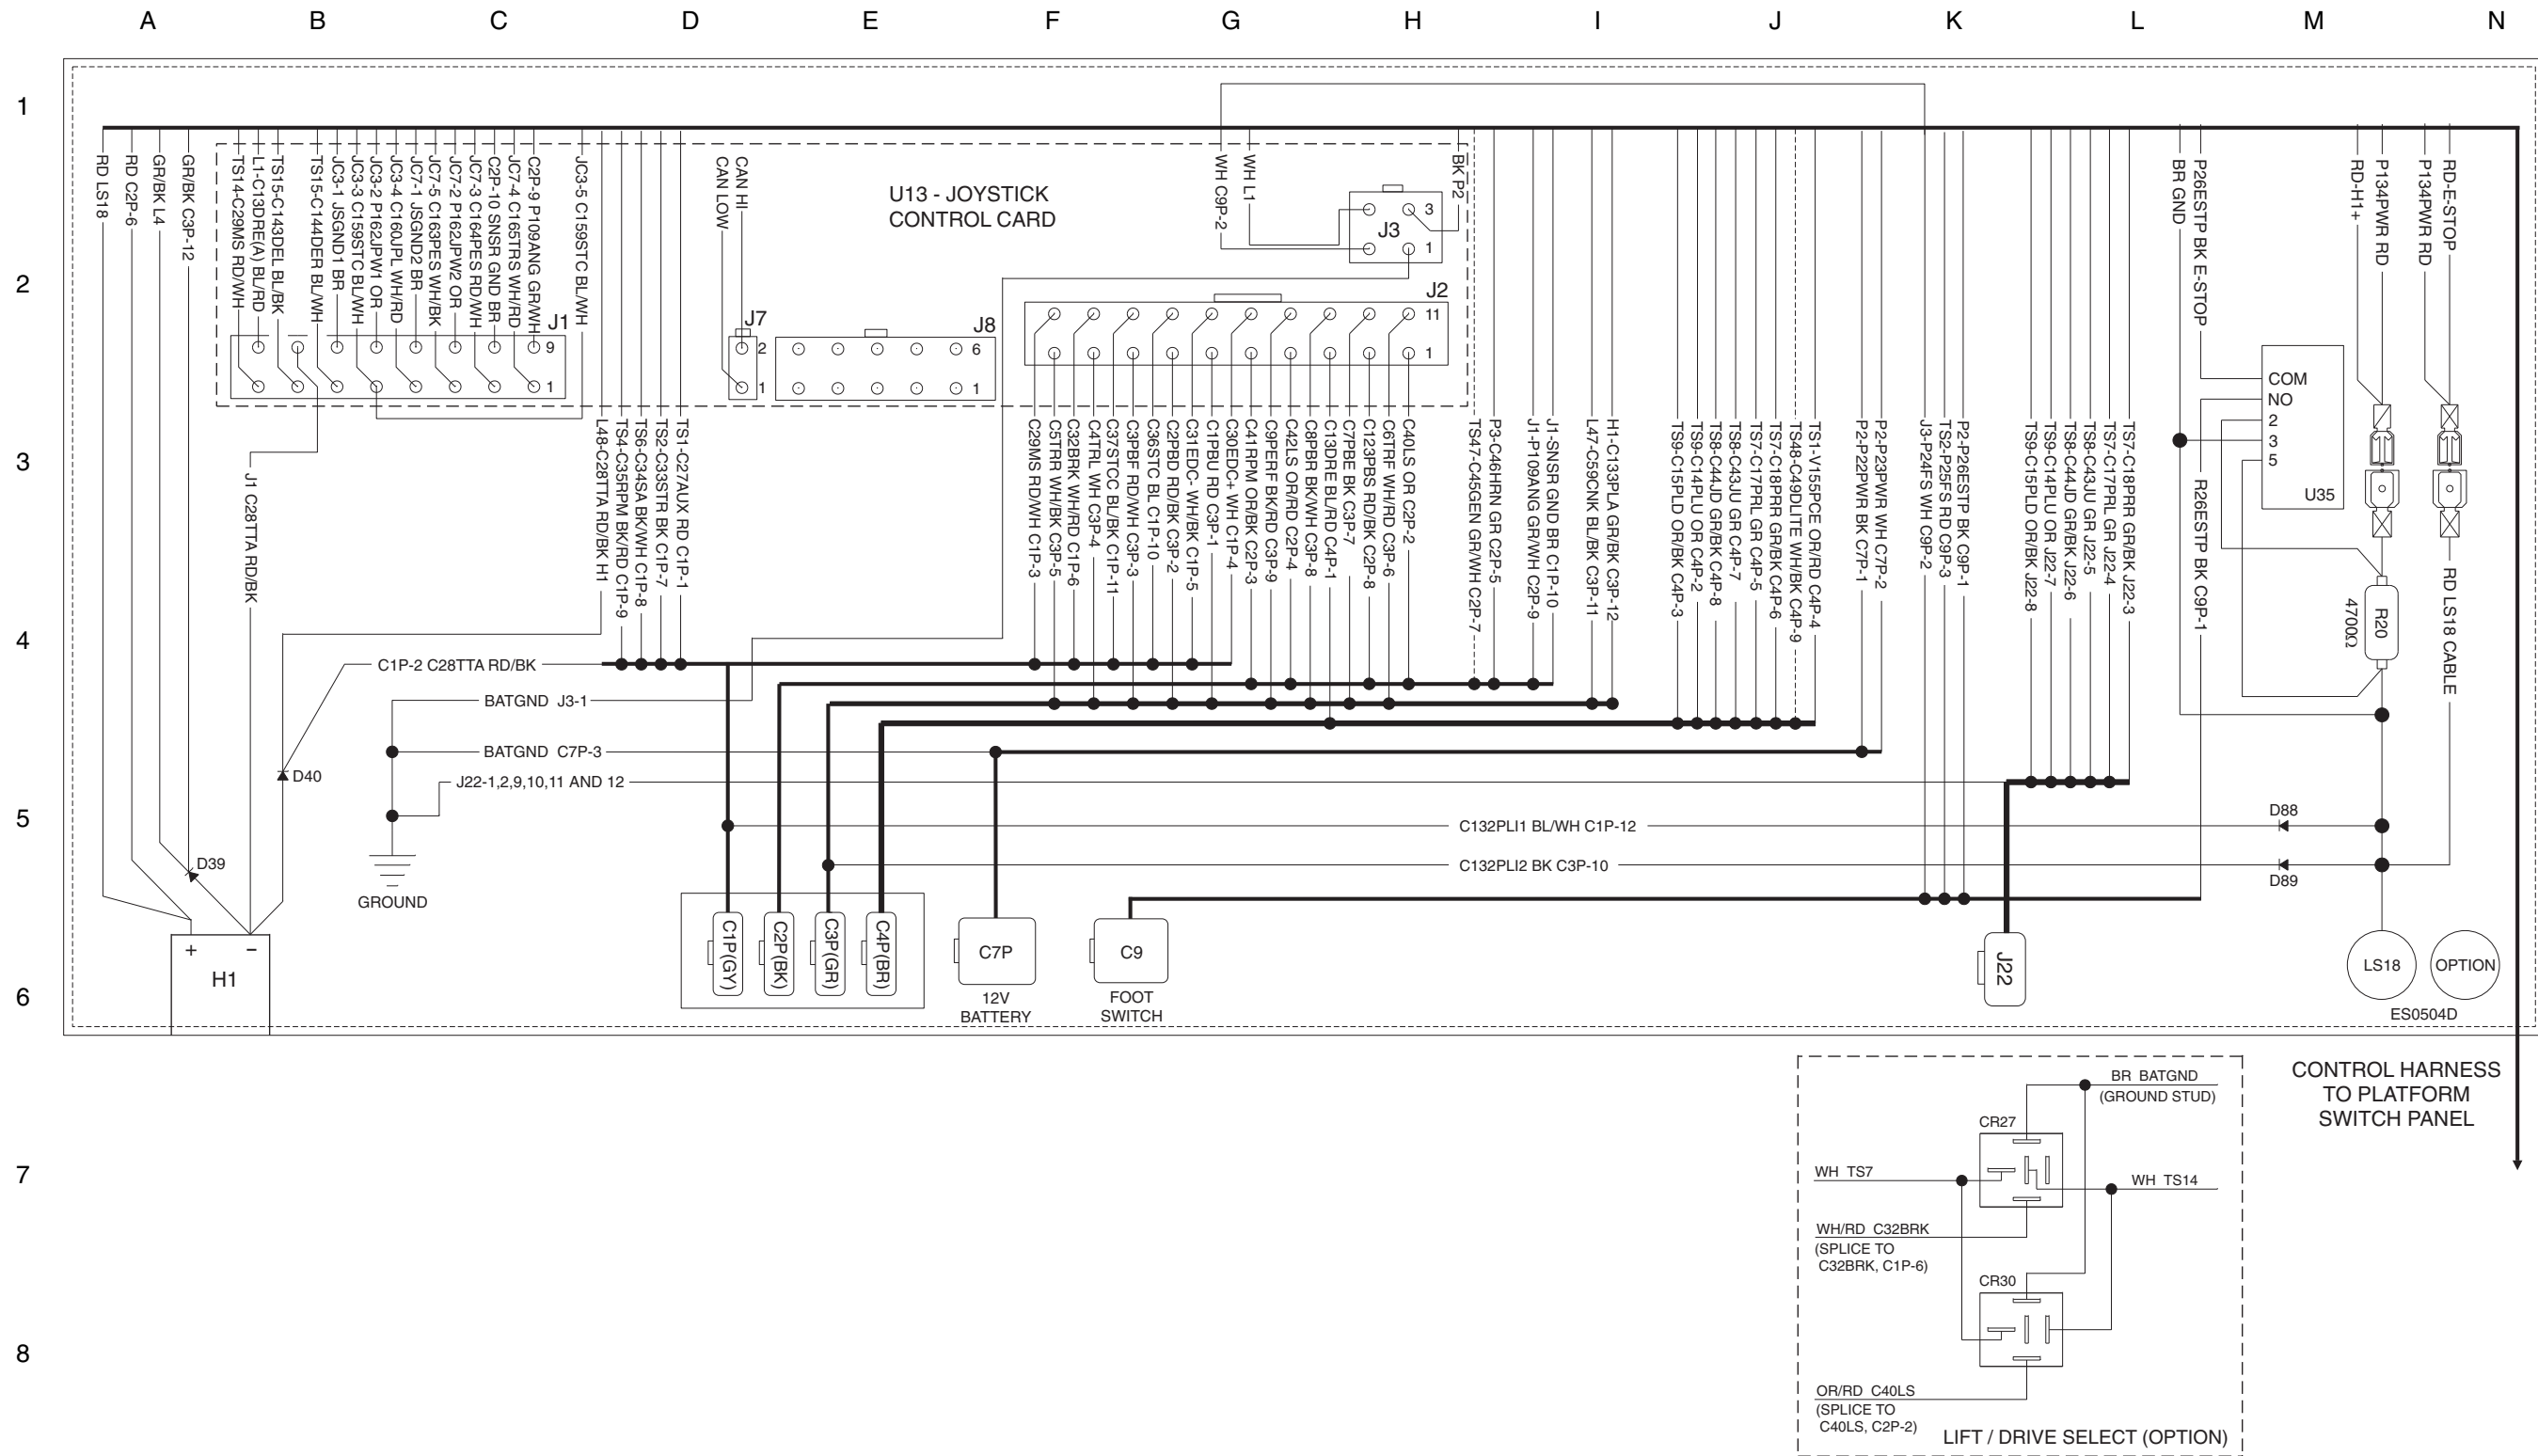 A B C D E F G H I J K L M N
1
2
3
4
5
6
7
8
RD LS18
RD C2P-6
GR/BK L4
GR/BK C3P-12
TS14-C29MS RD/WH
L1-C13DRE(A) BL/RD
TS15-C143DEL BL/BK
TS15-C144DER BL/WH
JC3-1 JSGND1 BR
JC3-3 C159STC BL/WH
JC3-2 P162JPW1 OR
JC3-4 C160JPL WH/RD
JC7-1 JSGND2 BR
JC7-5 C163PES WH/BK
JC7-2 P162JPW2 OR
JC7-3 C164PES RD/WH
C2P-10 SNSR GND BR
JC7-4 C165TRS WH/RD
C2P-9 P109ANG GR/WH
JC3-5 C159STC BL/WH
J1
9
1
CAN LOW
CAN HI
J7
2
1
J8
6
1
U13 - JOYSTICK
CONTROL CARD
WH C9P-2
WH L1
BK P2
J3
3
1
J2
11
1
BR GND
P26ESTP BK E-STOP
RD-H1+
P134PWR RD
P134PWR RD
RD-E-STOP
COM
NO
2
3
5
U35
J1 C28TTA RD/BK
L48-C28TTA RD/BK H1
TS4-C35RPM BK/RD C1P-9
TS6-C34SA BK/WH C1P-8
TS2-C33STR BK C1P-7
TS1-C27AUX RD C1P-1
C29MS RD/WH C1P-3
C5TRR WH/BK C3P-5
C32BRK WH/RD C1P-6
C4TRL WH C3P-4
C37STCC BL/BK C1P-11
C3PBF RD/WH C3P-3
C36STC BL C1P-10
C2PBD RD/BK C3P-2
C31EDC- WH/BK C1P-5
C1PBU RD C3P-1
C30EDC+ WH C1P-4
C41RPM OR/BK C2P-3
C9PERF BK/RD C3P-9
C42LS OR/RD C2P-4
C8PBR BK/WH C3P-8
C13DRE BL/RD C4P-1
C7PBE BK C3P-7
C123PBS RD/BK C2P-8
C6TRF WH/RD C3P-6
C40LS OR C2P-2
TS47-C45GEN GR/WH C2P-7
P3-C46HRN GR C2P-5
J1-P109ANG GR/WH C2P-9
J1-SNSR GND BR C1P-10
L47-C59CNK BL/BK C3P-11
H1-C133PLA GR/BK C3P-12
TS9-C15PLD OR/BK C4P-3
TS9-C14PLU OR C4P-2
TS8-C44JD GR/BK C4P-8
TS8-C43JU GR C4P-7
TS7-C17PRL GR C4P-5
TS7-C18PRR GR/BK C4P-6
TS48-C49DLITE WH/BK C4P-9
TS1-V155PCE OR/RD C4P-4
P2-P22PWR BK C7P-1
P2-P23PWR WH C7P-2
J3-P24FS WH C9P-2
TS2-P25FS RD C9P-3
P2-P26ESTP BK C9P-1
TS9-C15PLD OR/BK J22-8
TS9-C14PLU OR J22-7
TS8-C44JD GR/BK J22-6
TS8-C43JU GR J22-5
TS7-C17PRL GR J22-4
TS7-C18PRR GR/BK J22-3
R26ESTP BK C9P-1
R20
4700Ω
RD LS18 CABLE
C1P-2 C28TTA RD/BK
BATGND J3-1
BATGND C7P-3
J22-1,2,9,10,11 AND 12
D40
D39
GROUND
C132PLI1 BL/WH C1P-12
C132PLI2 BK C3P-10
D88
D89
+
−
H1
C1P(GY)
C2P(BK)
C3P(GR)
C4P(BR)
C7P
12V
BATTERY
C9
FOOT
SWITCH
J22
LS18
OPTION
ES0504D
CONTROL HARNESS
TO PLATFORM
SWITCH PANEL
BR BATGND
(GROUND STUD)
CR27
WH TS7
WH TS14
WH/RD C32BRK
(SPLICE TO
C32BRK, C1P-6)
CR30
OR/RD C40LS
(SPLICE TO
C40LS, C2P-2)
LIFT / DRIVE SELECT (OPTION)